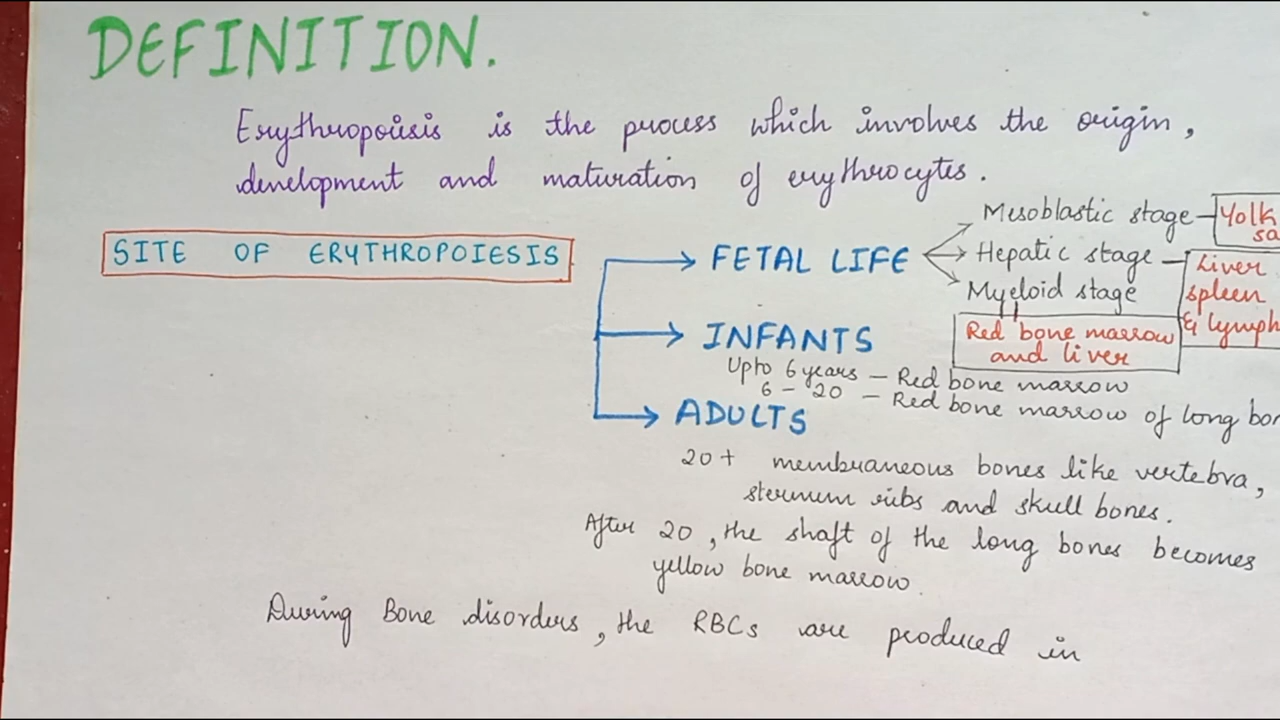 DEFINITION.
Erythropoisis is the process which involves the origin,
development and maturation of erythrocytes.
SITE OF ERYTHROPOIESIS
FETAL LIFE
Mesoblastic stage
Yolk
sa
Hepatic stage
Liver
spleen
& lymph
Myeloid stage
Red bone marrow
and liver
INFANTS
Upto 6 years – Red bone marrow
6 – 20 – Red bone marrow of long bon
ADULTS
20+ membraneous bones like vertebra,
sternum ribs and skull bones.
After 20, the shaft of the long bones becomes
yellow bone marrow.
During Bone disorders, the RBCs are produced in